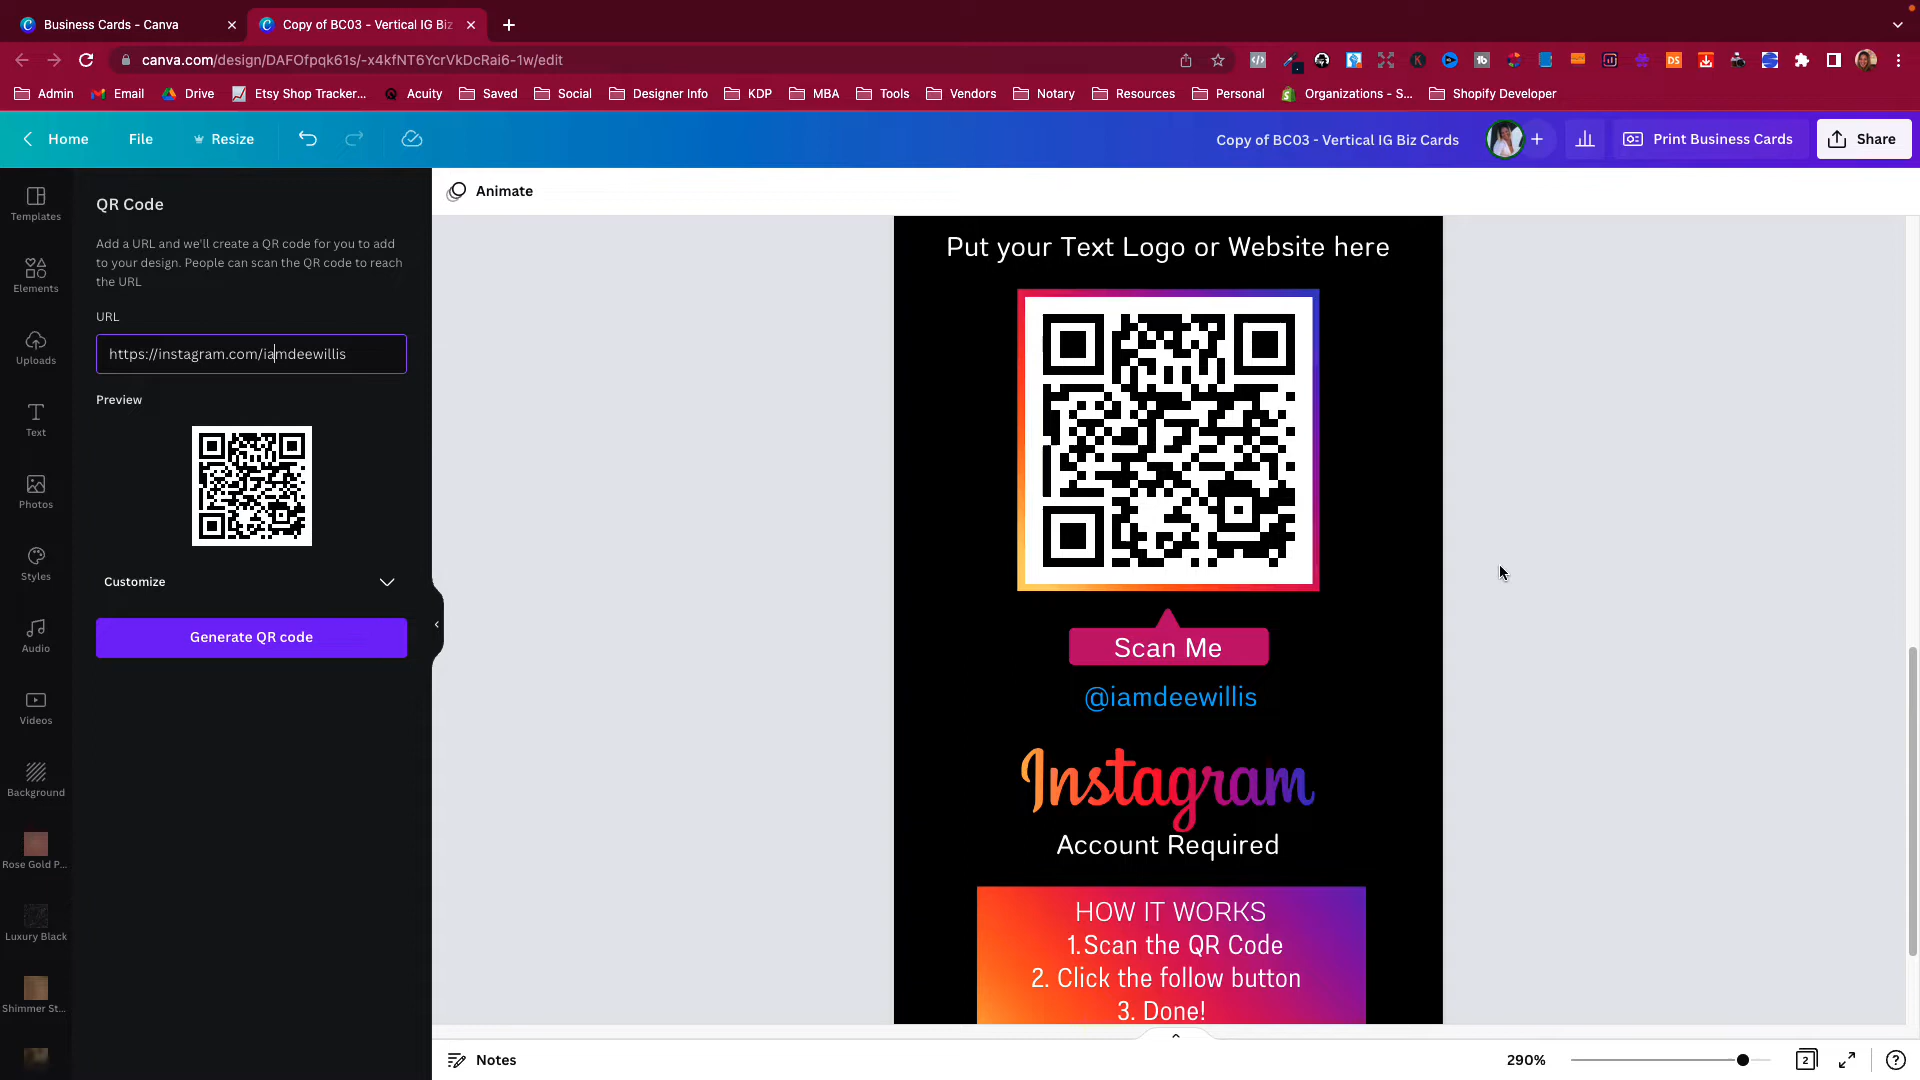 Business Cards - Canva
Copy of BC03 - Vertical IG Biz
canva.com/design/DAFOfpqk61s/-x4kfNT6YcrVkDcRai6-1w/edit
Admin
Email
Drive
Etsy Shop Tracker...
Acuity
Saved
Social
Designer Info
KDP
MBA
Tools
Vendors
Notary
Resources
Personal
Organizations - S...
Shopify Developer
Home
File
Resize
Copy of BC03 - Vertical IG Biz Cards
Print Business Cards
Share
Templates
Elements
Uploads
Text
Photos
Styles
Audio
Videos
Background
Rose Gold P...
Luxury Black
Shimmer St...
QR Code
Add a URL and we'll create a QR code for you to add
to your design. People can scan the QR code to reach
the URL
URL
https://instagram.com/iamdeewillis
Preview
Customize
Generate QR code
Animate
Put your Text Logo or Website here
Scan Me
@iamdeewillis
Instagram
Account Required
HOW IT WORKS
1.Scan the QR Code
2. Click the follow button
3. Done!
Notes
290%
2